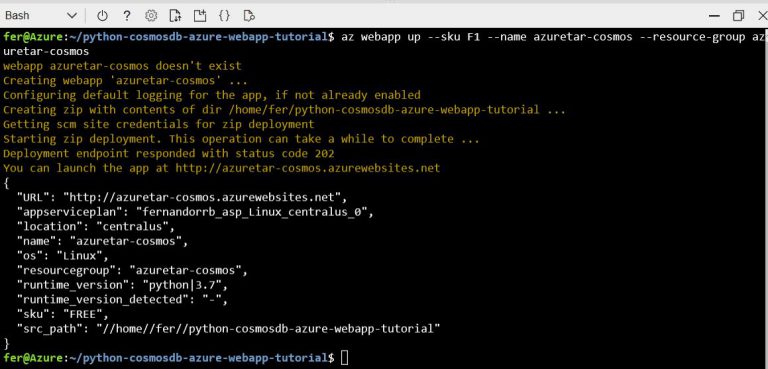 Bash
fer@Azure:~/python-cosmosdb-azure-webapp-tutorial$ az webapp up --sku F1 --name azuretar-cosmos --resource-group az
uretar-cosmos
webapp azuretar-cosmos doesn't exist
Creating webapp 'azuretar-cosmos' ...
Configuring default logging for the app, if not already enabled
Creating zip with contents of dir /home/fer/python-cosmosdb-azure-webapp-tutorial ...
Getting scm site credentials for zip deployment
Starting zip deployment. This operation can take a while to complete ...
Deployment endpoint responded with status code 202
You can launch the app at http://azuretar-cosmos.azurewebsites.net
{
  "URL": "http://azuretar-cosmos.azurewebsites.net",
  "appserviceplan": "fernandorrb_asp_Linux_centralus_0",
  "location": "centralus",
  "name": "azuretar-cosmos",
  "os": "Linux",
  "resourcegroup": "azuretar-cosmos",
  "runtime_version": "python|3.7",
  "runtime_version_detected": "-",
  "sku": "FREE",
  "src_path": "//home//fer//python-cosmosdb-azure-webapp-tutorial"
}
fer@Azure:~/python-cosmosdb-azure-webapp-tutorial$